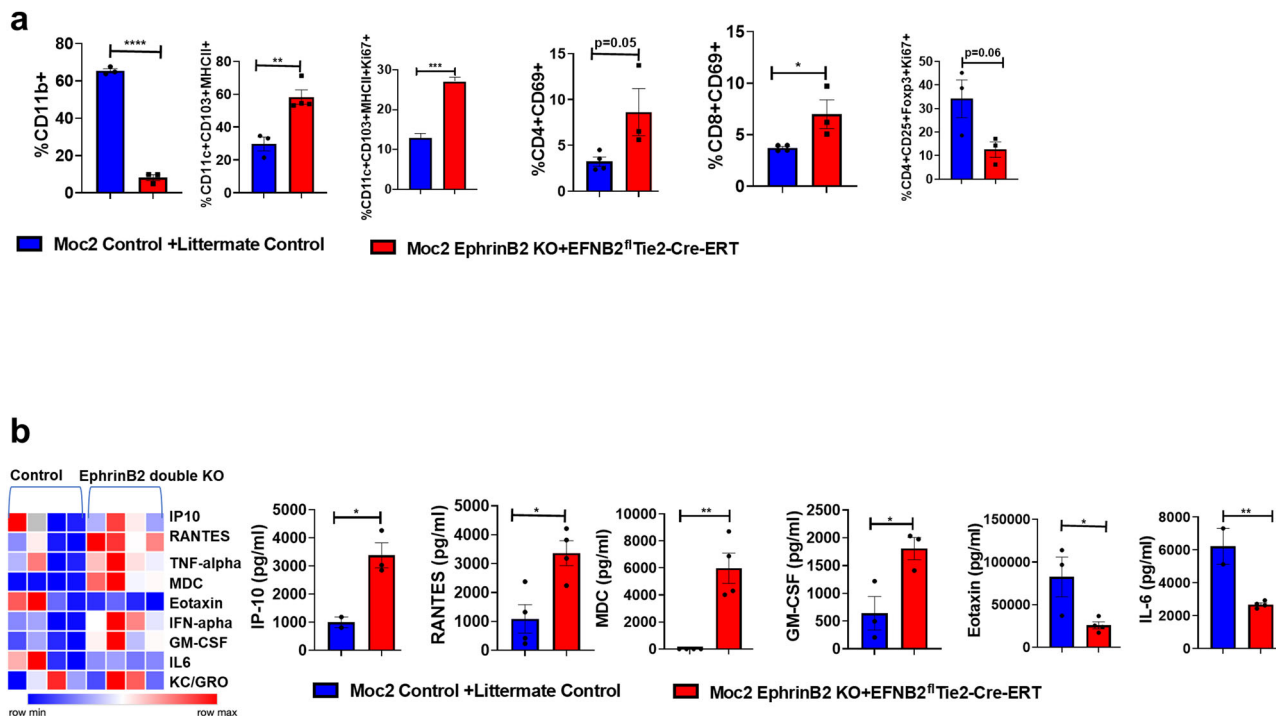 a
%CD11b+
80
60
40
20
0
****
%CD11c+CD103+MHCII+
100
80
60
40
20
0
**
%CD11c+CD103+MHCII+Ki67+
30
20
10
0
***
%CD4+CD69+
15
10
5
0
p=0.05
%CD8+CD69+
15
10
5
0
*
%CD4+CD25+Foxp3+Ki67+
50
40
30
20
10
0
p=0.06
Moc2 Control +Littermate Control
Moc2 EphrinB2 KO+EFNB2flTie2-Cre-ERT
b
Control
EphrinB2 double KO
IP10
RANTES
TNF-alpha
MDC
Eotaxin
IFN-apha
GM-CSF
IL6
KC/GRO
row min
row max
IP-10 (pg/ml)
5000
4000
3000
2000
1000
0
*
RANTES (pg/ml)
5000
4000
3000
2000
1000
0
*
MDC (pg/ml)
10000
8000
6000
4000
2000
0
**
GM-CSF (pg/ml)
2500
2000
1500
1000
500
0
*
Eotaxin (pg/ml)
150000
100000
50000
0
*
IL-6 (pg/ml)
8000
6000
4000
2000
0
**
Moc2 Control +Littermate Control
Moc2 EphrinB2 KO+EFNB2flTie2-Cre-ERT